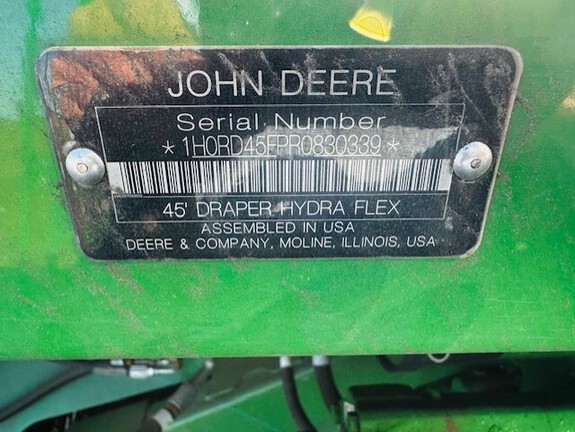 JOHN DEERE
Serial Number
* 1H0RD45FPR0830339 *
45' DRAPER HYDRA FLEX
ASSEMBLED IN USA
DEERE & COMPANY, MOLINE, ILLINOIS, USA